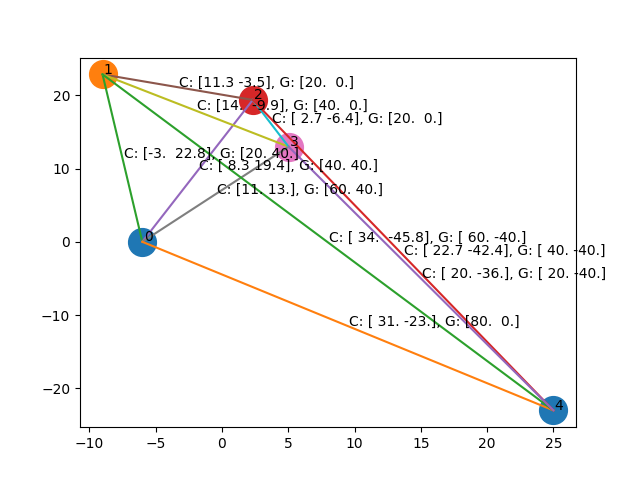 1
C: [11.3 -3.5], G: [20.  0.]
2
C: [14. -9.9], G: [40.  0.]
C: [ 2.7 -6.4], G: [20.  0.]
3
C: [-3.  22.8], G: [20. 40.]
C: [ 8.3 19.4], G: [40. 40.]
C: [11. 13.], G: [60. 40.]
0
C: [ 34.  -45.8], G: [ 60. -40.]
C: [ 22.7 -42.4], G: [ 40. -40.]
C: [ 20. -36.], G: [ 20. -40.]
C: [ 31. -23.], G: [80.  0.]
4
20
10
0
−10
−20
−10 −5 0 5 10 15 20 25